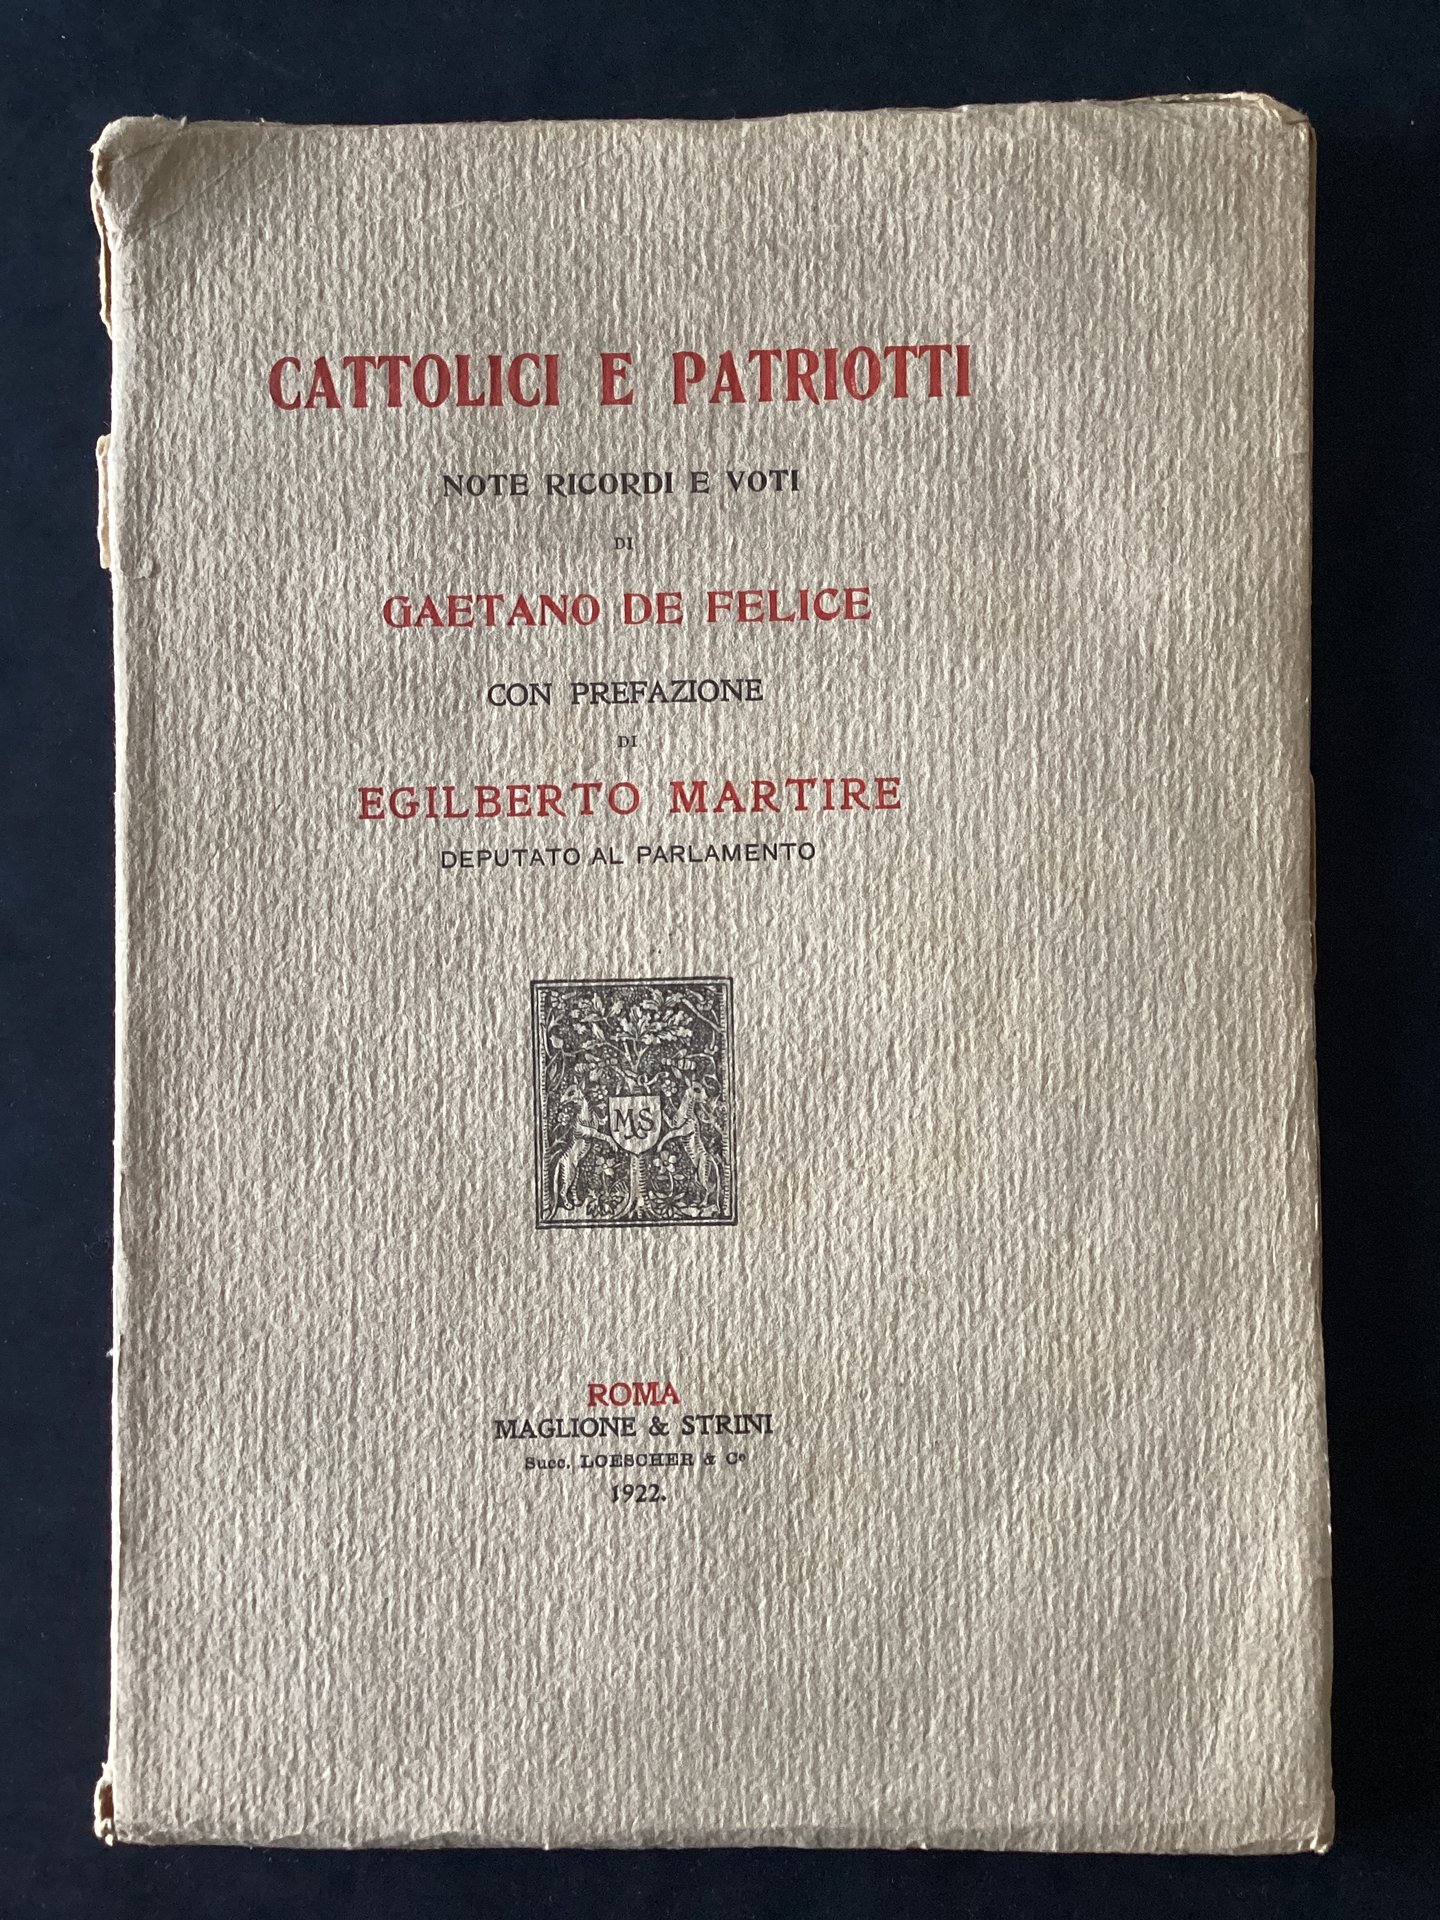 CATTOLICI E PATRIOTTI
NOTE RICORDI E VOTI
DI
GAETANO DE FELICE
CON PREFAZIONE
DI
EGILBERTO MARTIRE
DEPUTATO AL PARLAMENTO
MS
ROMA
MAGLIONE & STRINI
Succ. LOESCHER & Cº
1922.